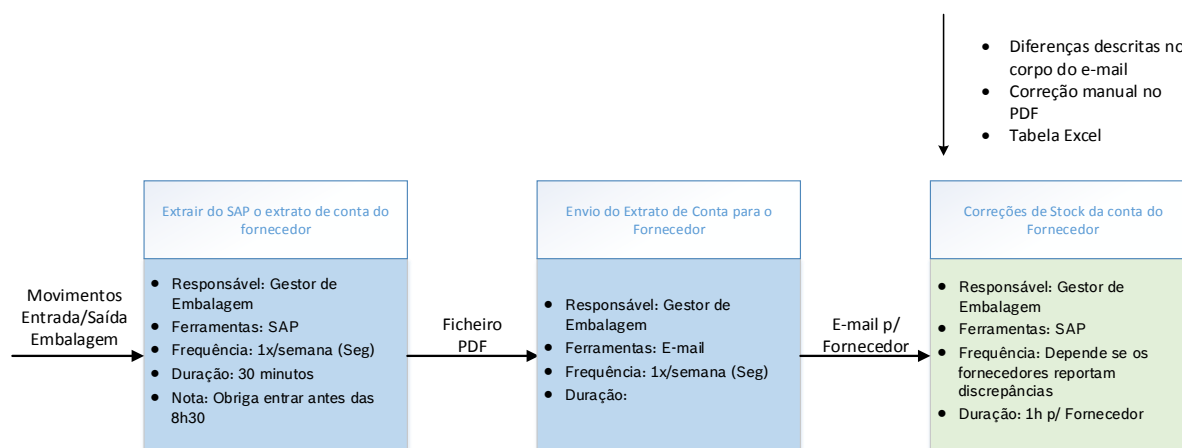 Diferenças descritas no
corpo do e-mail
Correção manual no
PDF
Tabela Excel
Extrair do SAP o extrato de conta do
fornecedor
Envio do Extrato de Conta para o
Fornecedor
Correções de Stock da conta do
Fornecedor
Movimentos
Entrada/Saída
Embalagem
Responsável: Gestor de
Embalagem
Ferramentas: SAP
Frequência: 1x/semana (Seg)
Duração: 30 minutos
Nota: Obriga entrar antes das
8h30
Ficheiro
PDF
Responsável: Gestor de
Embalagem
Ferramentas: E-mail
Frequência: 1x/semana (Seg)
Duração:
E-mail p/
Fornecedor
Responsável: Gestor de
Embalagem
Ferramentas: SAP
Frequência: Depende se os
fornecedores reportam
discrepâncias
Duração: 1h p/ Fornecedor